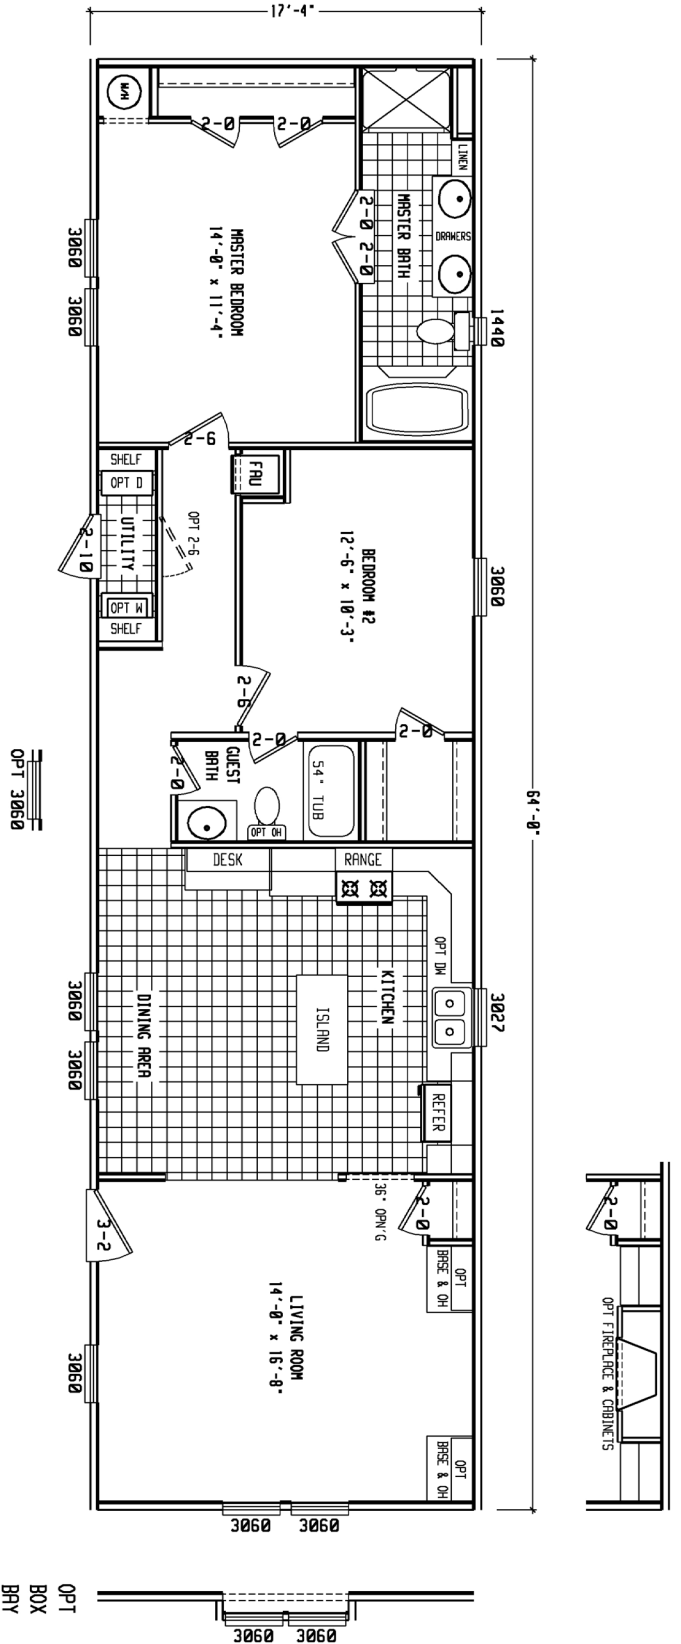 17'-4"
W/H
2-0
2-0
LINEN
2-0
2-0
MASTER BATH
DRAWERS
3060
3060
MASTER BEDROOM
14'-0" x 11'-4"
1440
2-6
SHELF
OPT D
FAU
2-10
UTILITY
OPT 2-6
BEDROOM #2
12'-6" x 10'-3"
3060
OPT W
SHELF
2-6
2-0
2-0
2-0
GUEST
BATH
54" TUB
OPT OH
OPT 3060
64'-0"
DESK
RANGE
OPT DW
KITCHEN
3027
3060
3060
DINING AREA
ISLAND
REFER
36" OPN'G
2-0
2-0
3-2
OPT
BASE & OH
LIVING ROOM
14'-0" x 16'-8"
3060
OPT FIREPLACE & CABINETS
OPT
BASE & OH
3060
3060
OPT
BOX
BAY
3060
3060